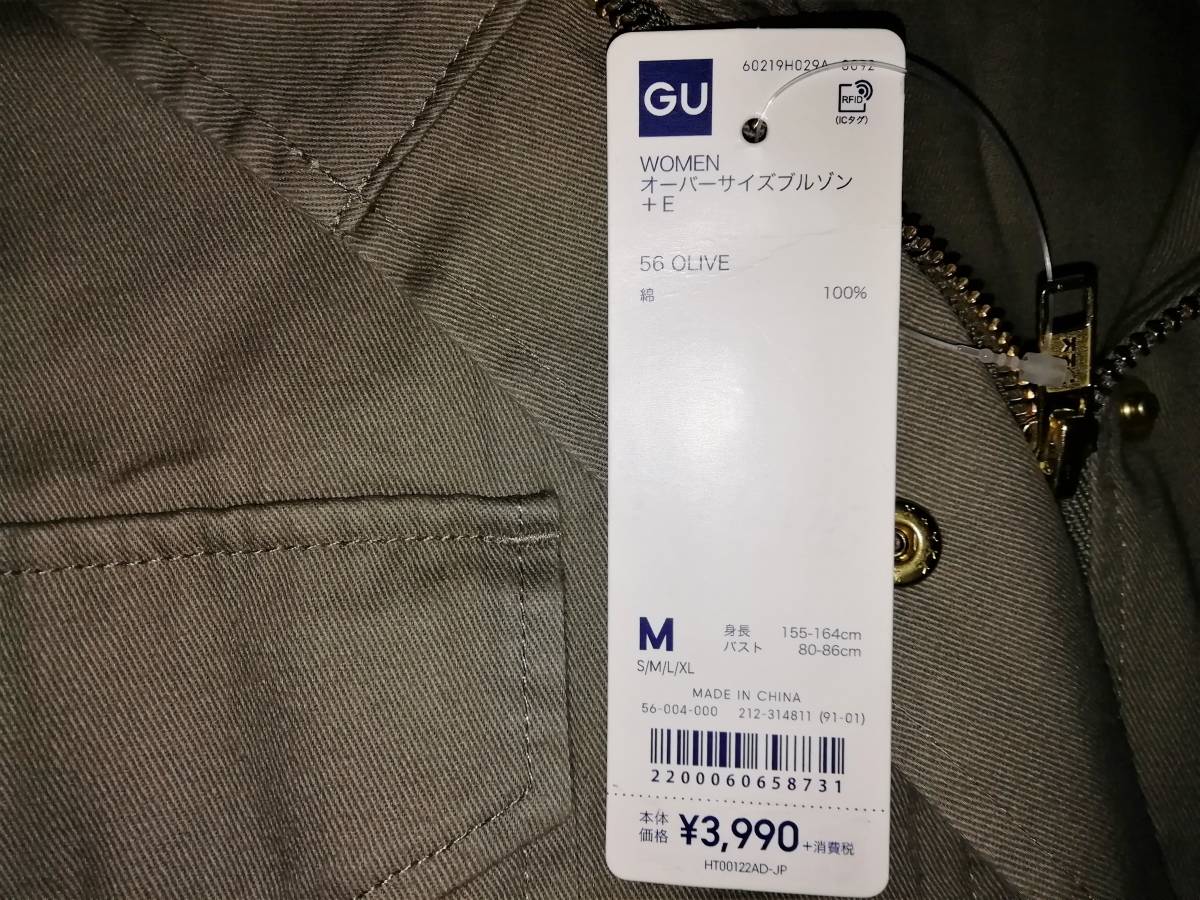 60219H029A
GU
RFID
(ICタグ)
WOMEN
オーバーサイズブルゾン
+E
56 OLIVE
綿 100%
M 身長 155-164cm
バスト 80-86cm
S/M/L/XL
MADE IN CHINA
56-004-000 212-314811 (91-01)
2200060658731
本体
価格 ¥3,990 +消費税
HT00122AD-JP